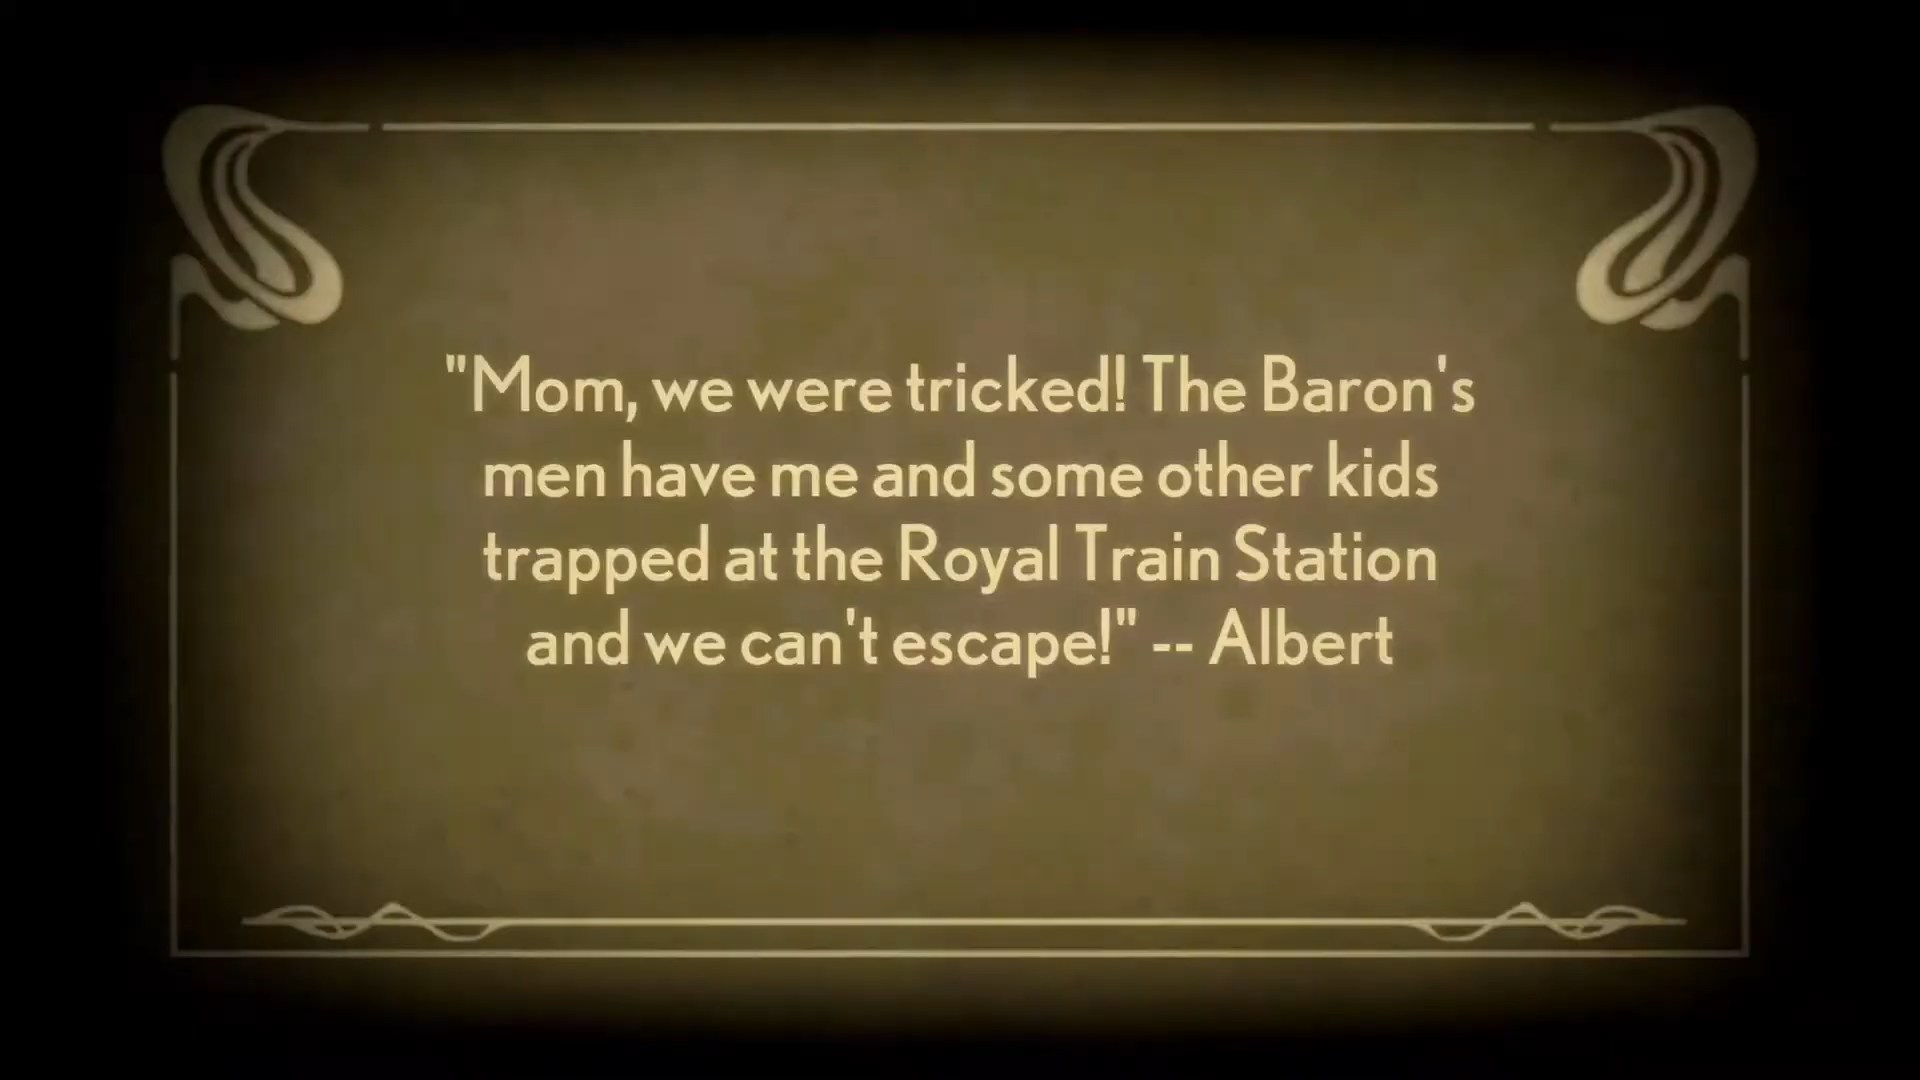 "Mom, we were tricked! The Baron's
men have me and some other kids
trapped at the Royal Train Station
and we can't escape!" -- Albert